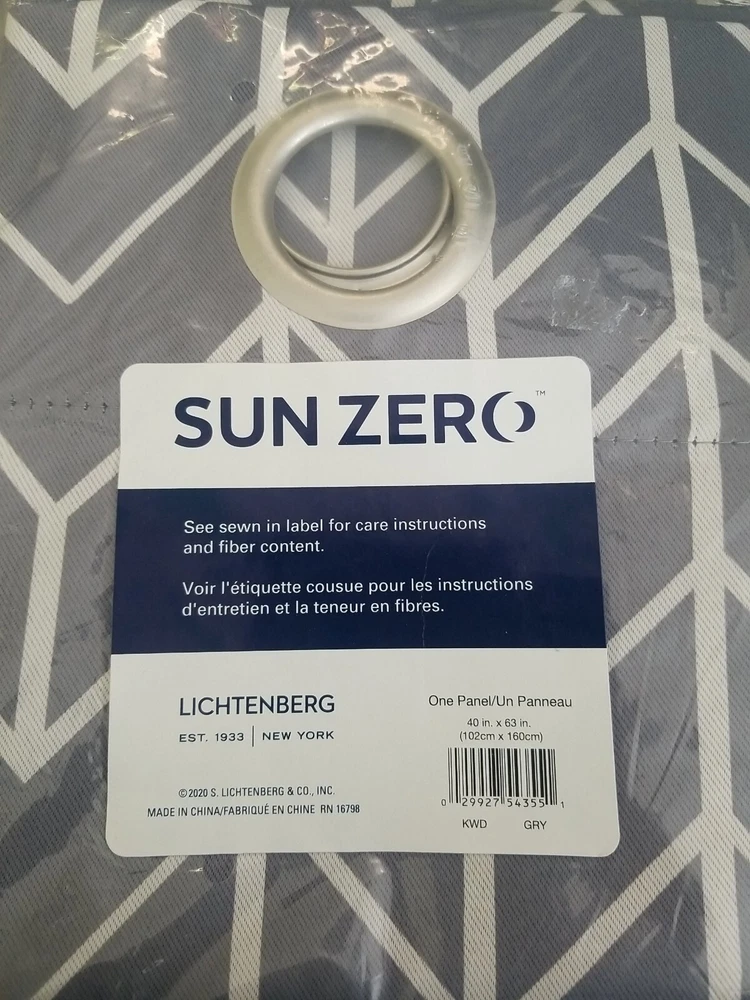 SUN ZERO™
See sewn in label for care instructions
and fiber content.
Voir l'étiquette cousue pour les instructions
d'entretien et la teneur en fibres.
LICHTENBERG
EST. 1933 | NEW YORK
©2020 S. LICHTENBERG & CO., INC.
MADE IN CHINA/FABRIQUÉ EN CHINE RN 16798
One Panel/Un Panneau
40 in. x 63 in.
(102cm x 160cm)
0 29927 54355 1
KWD GRY